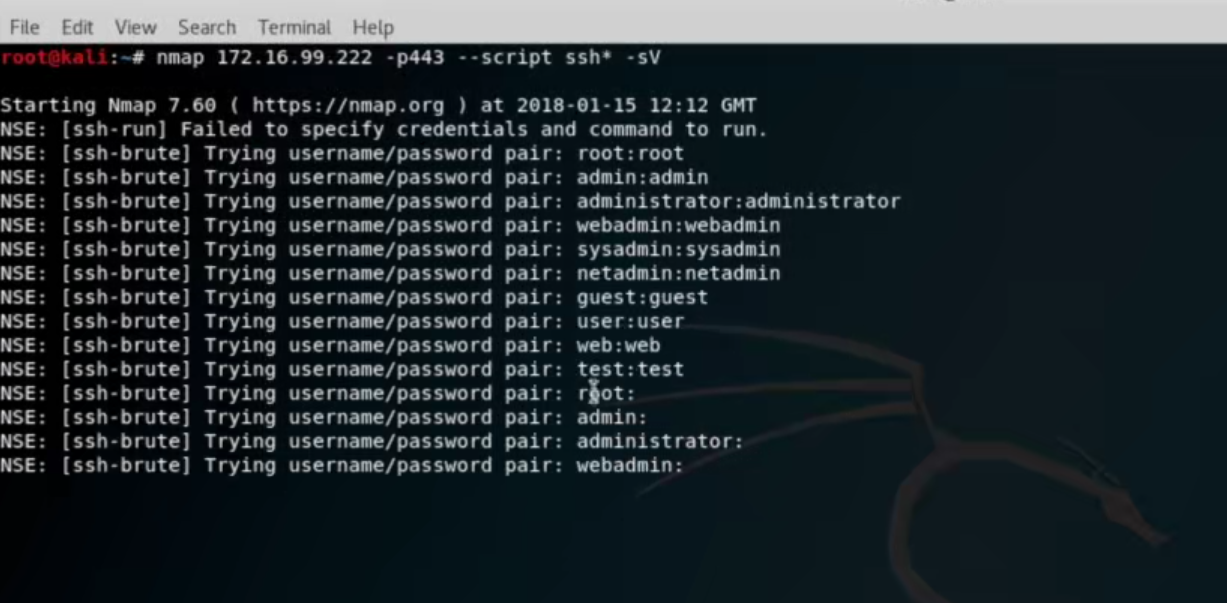 File Edit View Search Terminal Help
root@kali:~# nmap 172.16.99.222 -p443 --script ssh* -sV
Starting Nmap 7.60 ( https://nmap.org ) at 2018-01-15 12:12 GMT
NSE: [ssh-run] Failed to specify credentials and command to run.
NSE: [ssh-brute] Trying username/password pair: root:root
NSE: [ssh-brute] Trying username/password pair: admin:admin
NSE: [ssh-brute] Trying username/password pair: administrator:administrator
NSE: [ssh-brute] Trying username/password pair: webadmin:webadmin
NSE: [ssh-brute] Trying username/password pair: sysadmin:sysadmin
NSE: [ssh-brute] Trying username/password pair: netadmin:netadmin
NSE: [ssh-brute] Trying username/password pair: guest:guest
NSE: [ssh-brute] Trying username/password pair: user:user
NSE: [ssh-brute] Trying username/password pair: web:web
NSE: [ssh-brute] Trying username/password pair: test:test
NSE: [ssh-brute] Trying username/password pair: root:
NSE: [ssh-brute] Trying username/password pair: admin:
NSE: [ssh-brute] Trying username/password pair: administrator:
NSE: [ssh-brute] Trying username/password pair: webadmin: